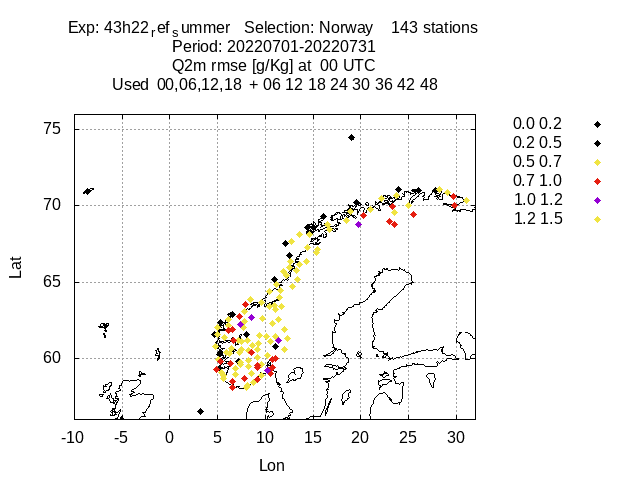 Exp: 43h22ref summer   Selection: Norway    143 stations
Period: 20220701-20220731
Q2m rmse [g/Kg] at  00 UTC
Used  00,06,12,18  + 06 12 18 24 30 36 42 48
0.0 0.2
0.2 0.5
0.5 0.7
0.7 1.0
1.0 1.2
1.2 1.5
75
70
65
60
Lat
-10 -5 0 5 10 15 20 25 30
Lon